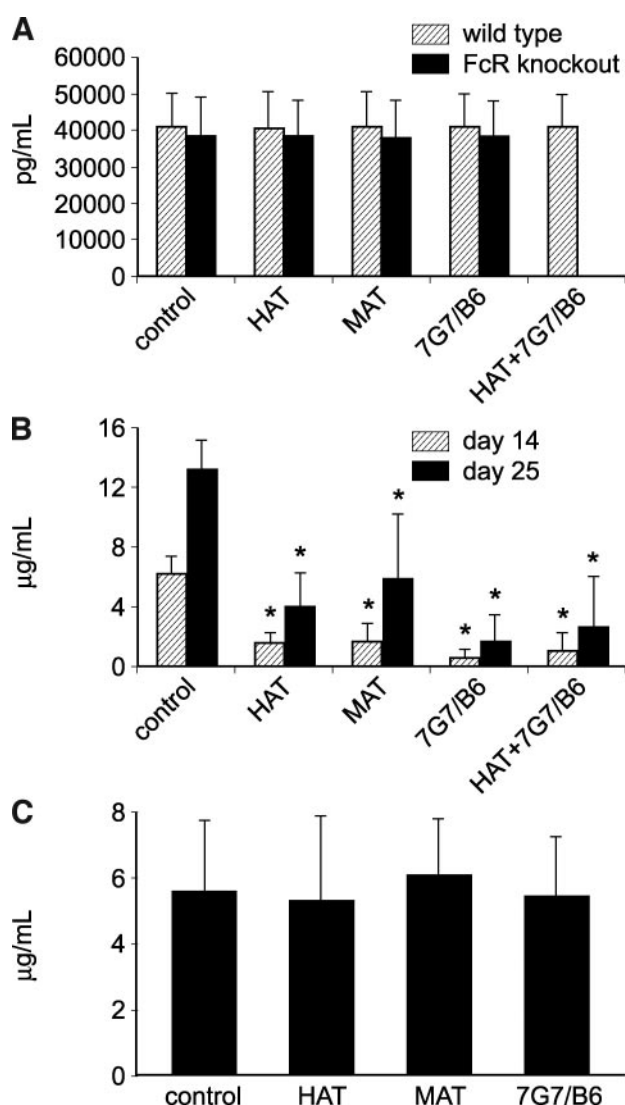 A
wild type
FcR knockout
60000
50000
40000
30000
20000
10000
0
pg/mL
control
HAT
MAT
7G7/B6
HAT+7G7/B6
B
day 14
day 25
16
12
8
4
0
µg/mL
* * * * * * * *
control
HAT
MAT
7G7/B6
HAT+7G7/B6
C
8
6
4
2
0
µg/mL
control HAT MAT 7G7/B6